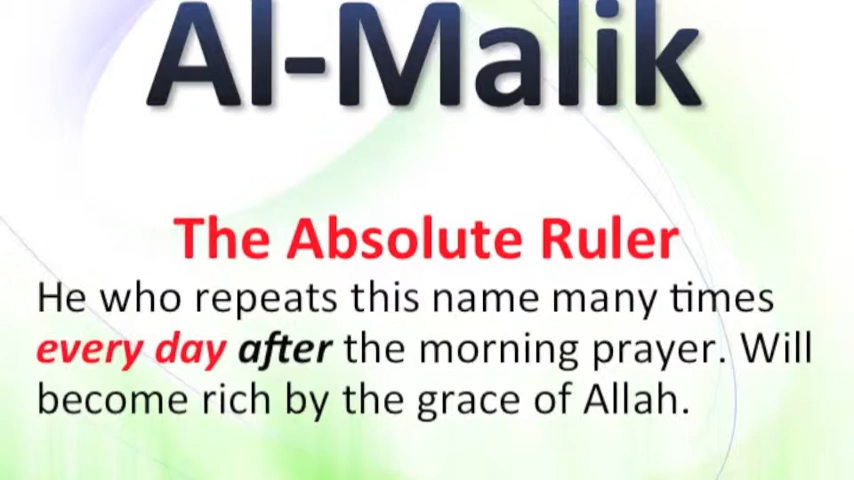 Al-Malik
The Absolute Ruler
He who repeats this name many times
every day after the morning prayer. Will
become rich by the grace of Allah.